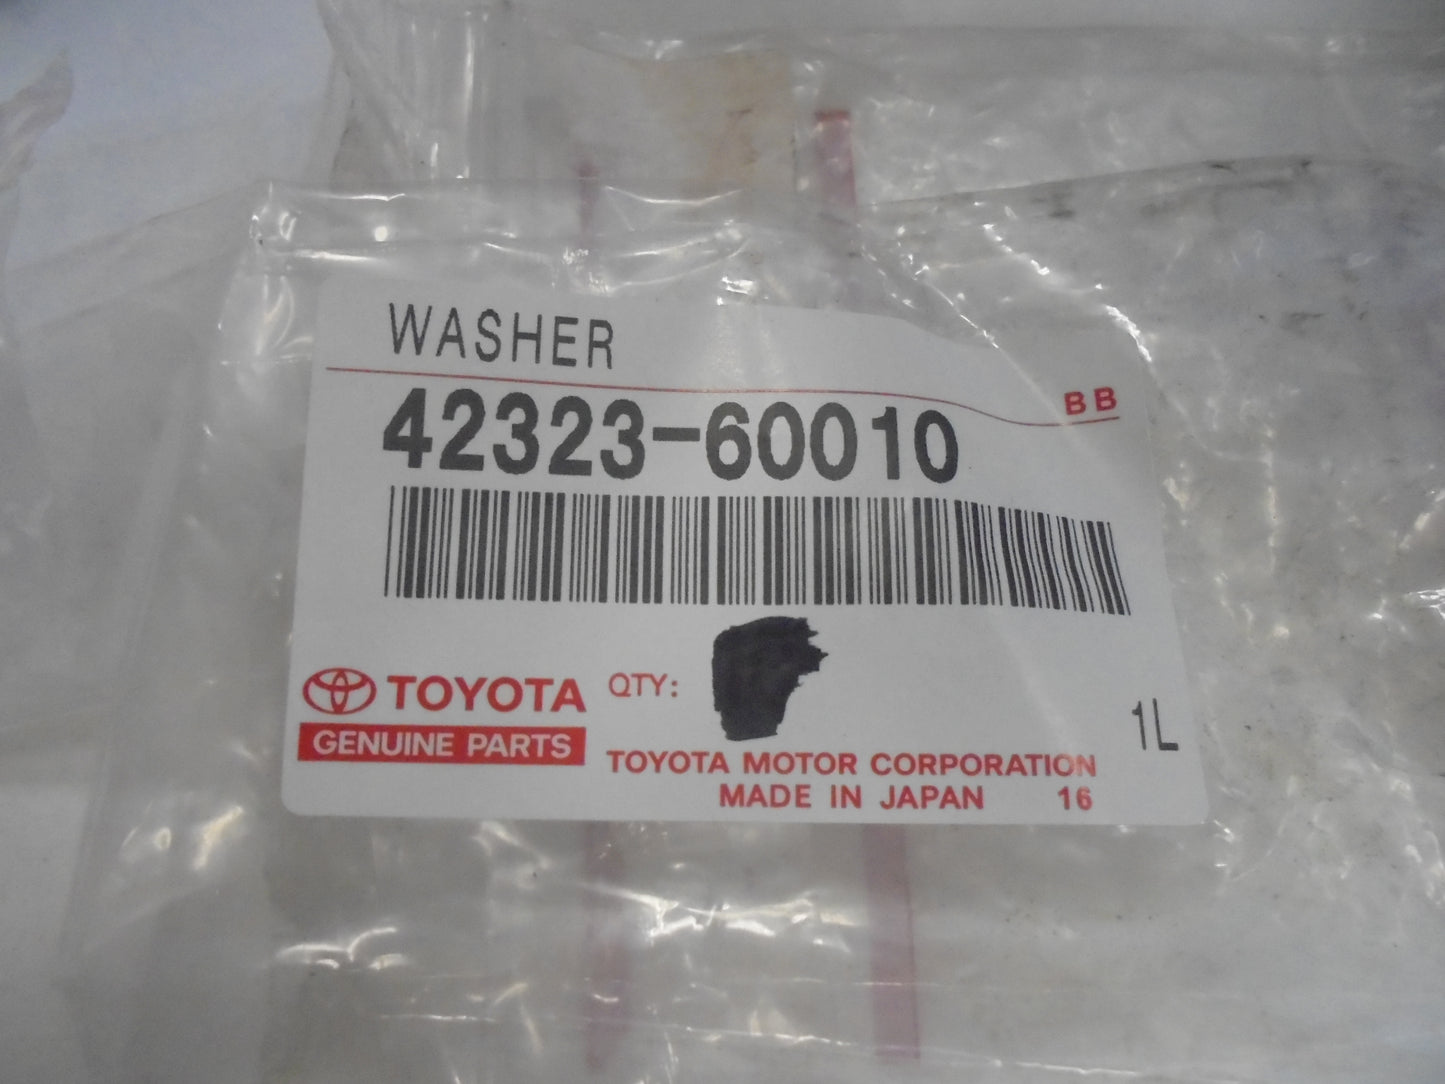 WASHER
BB
42323-60010
TOYOTA QTY:
GENUINE PARTS
1L
TOYOTA MOTOR CORPORATION
MADE IN JAPAN 16